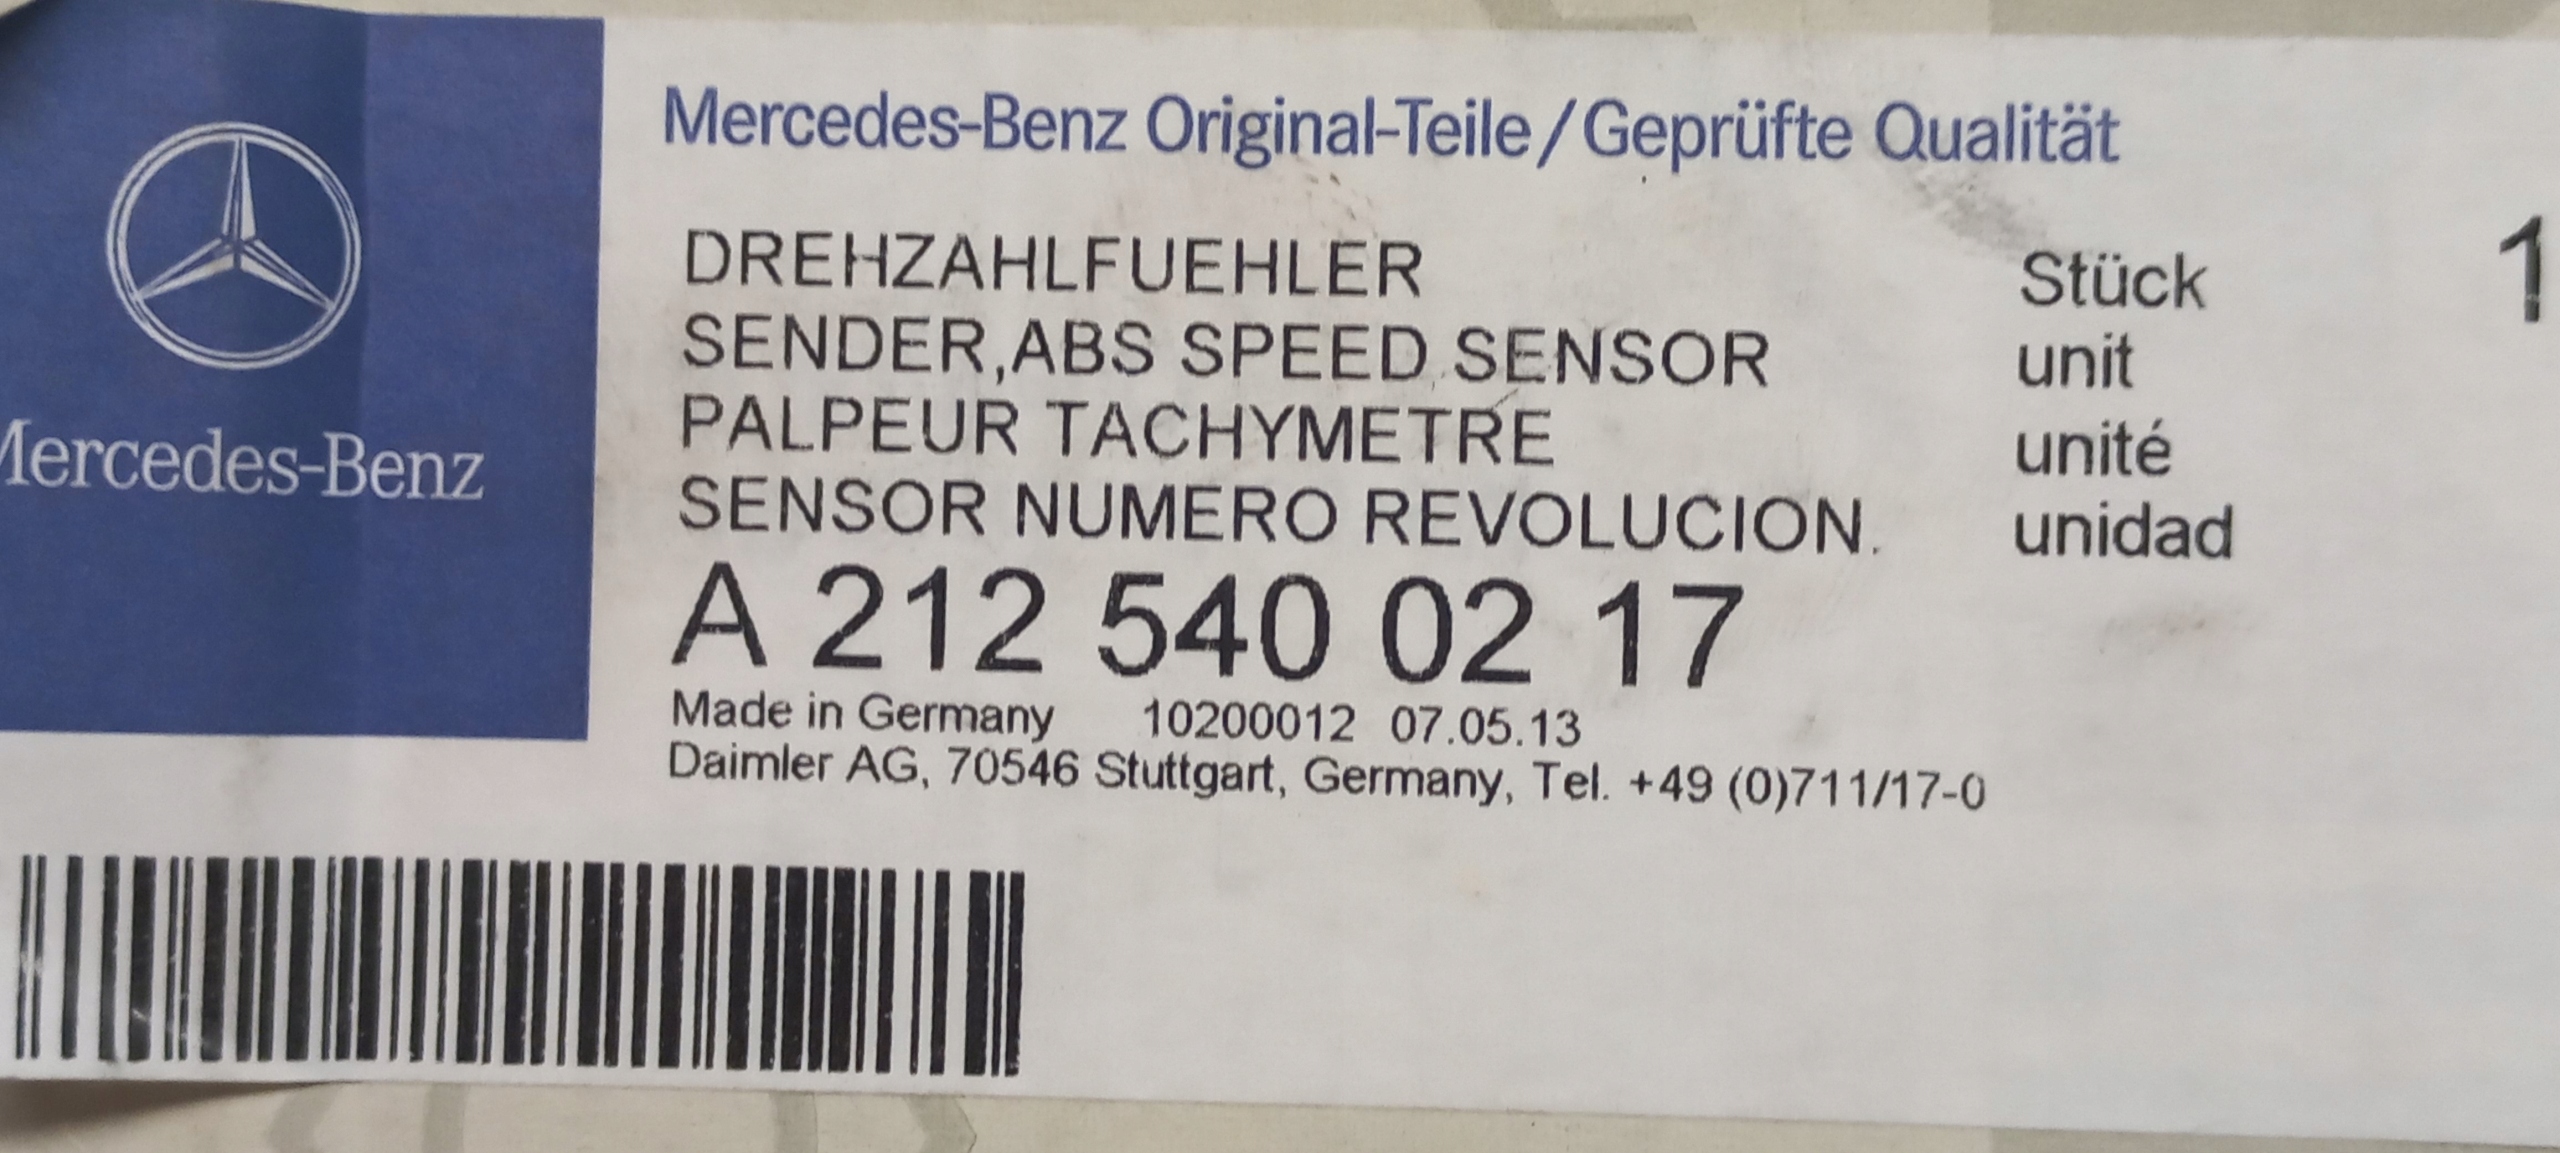 Mercedes-Benz
Mercedes-Benz Original-Teile/Geprüfte Qualität
DREHZAHLFUEHLER
SENDER,ABS SPEED SENSOR
PALPEUR TACHYMETRE
SENSOR NUMERO REVOLUCION.
Stück 1
unit
unité
unidad
A 212 540 02 17
Made in Germany 10200012 07.05.13
Daimler AG, 70546 Stuttgart, Germany, Tel. +49 (0)711/17-0